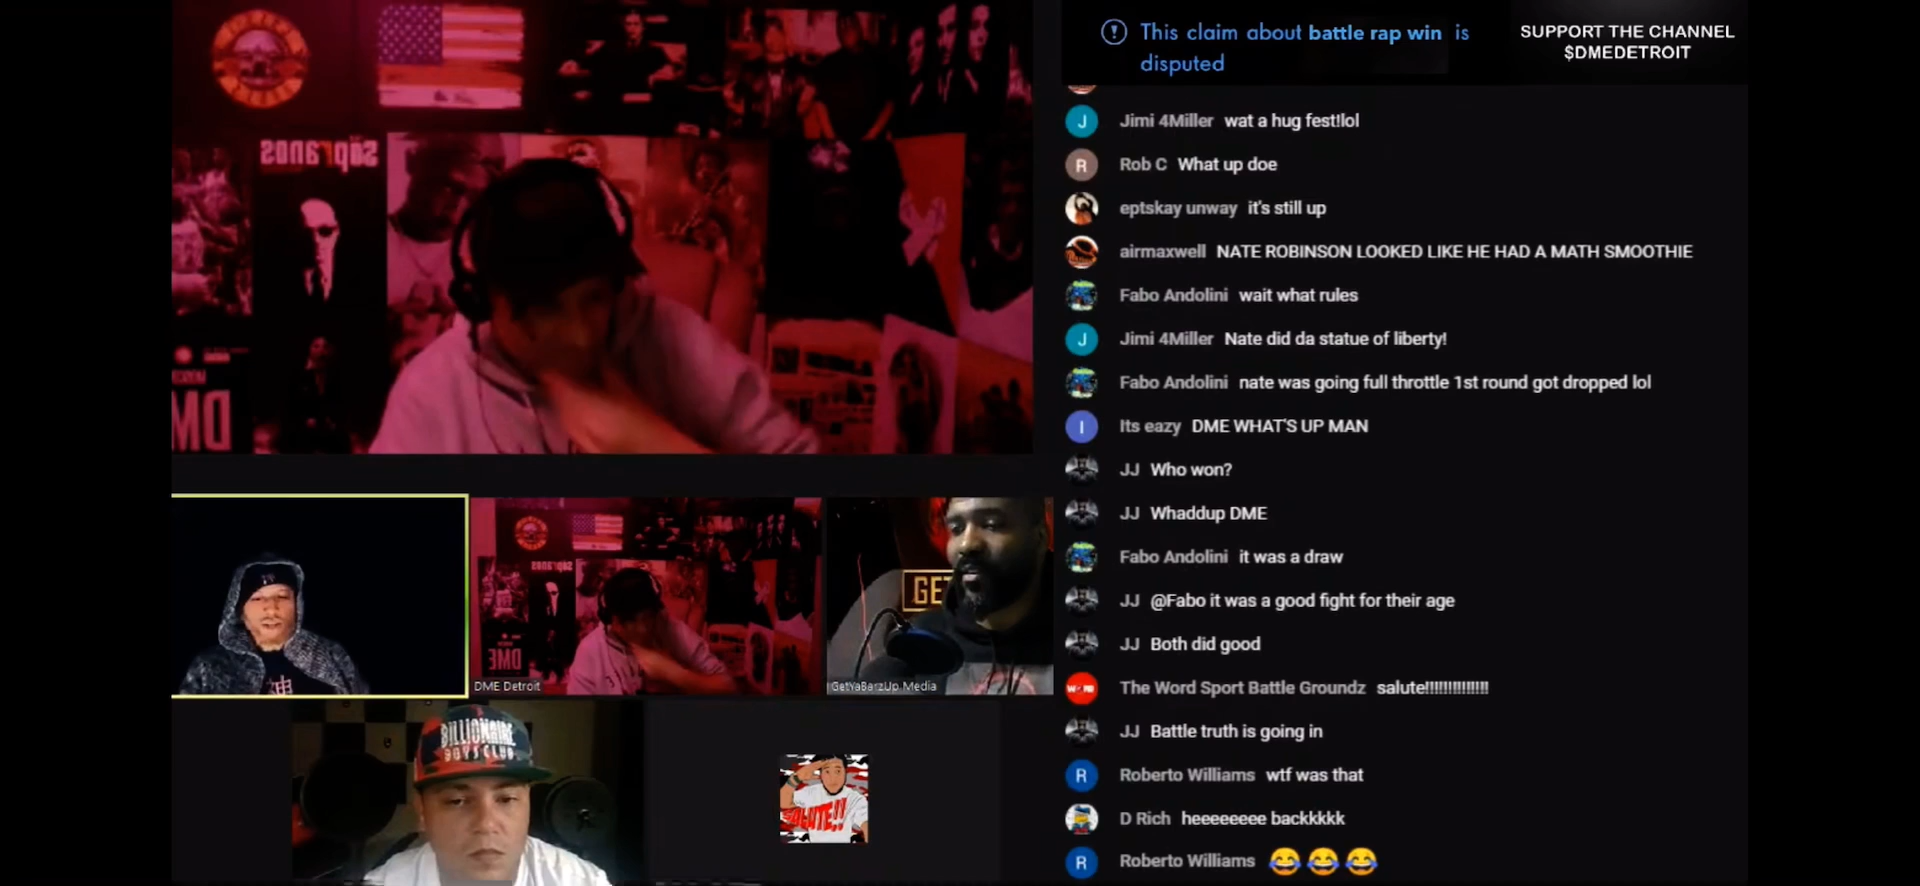 This claim about battle rap win is
disputed
SUPPORT THE CHANNEL
$DMEDETROIT
Jimi 4Miller wat a hug fest!lol
Rob C What up doe
eptskay unway it's still up
airmaxwell NATE ROBINSON LOOKED LIKE HE HAD A MATH SMOOTHIE
Fabo Andolini wait what rules
Jimi 4Miller Nate did da statue of liberty!
Fabo Andolini nate was going full throttle 1st round got dropped lol
Its eazy DME WHAT'S UP MAN
JJ Who won?
JJ Whaddup DME
Fabo Andolini it was a draw
JJ @Fabo it was a good fight for their age
JJ Both did good
The Word Sport Battle Groundz salute!!!!!!!!!!!!!!
JJ Battle truth is going in
Roberto Williams wtf was that
D Rich heeeeeeee backkkkk
Roberto Williams 😂😂😂
Sopranos
DME
GET
DME
DME Detroit
GetYaBarzUp Media
神
BILLIONAIRE
BOYS CLUB
SALUTE!!